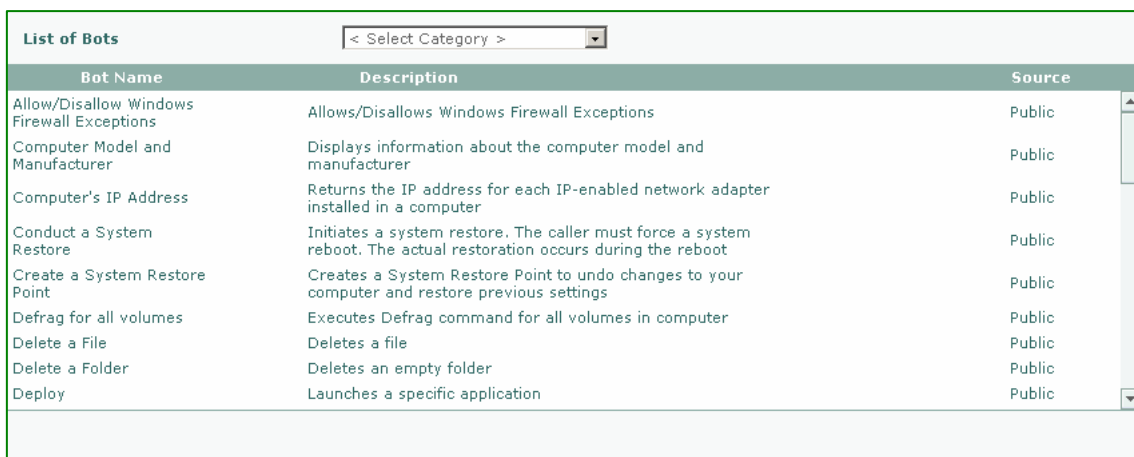 List of Bots < Select Category >
Bot Name Description Source
Allow/Disallow Windows
Firewall Exceptions Allows/Disallows Windows Firewall Exceptions Public
Computer Model and
Manufacturer Displays information about the computer model and
manufacturer Public
Computer's IP Address Returns the IP address for each IP-enabled network adapter
installed in a computer Public
Conduct a System
Restore Initiates a system restore. The caller must force a system
reboot. The actual restoration occurs during the reboot Public
Create a System Restore
Point Creates a System Restore Point to undo changes to your
computer and restore previous settings Public
Defrag for all volumes Executes Defrag command for all volumes in computer Public
Delete a File Deletes a file Public
Delete a Folder Deletes an empty folder Public
Deploy Launches a specific application Public